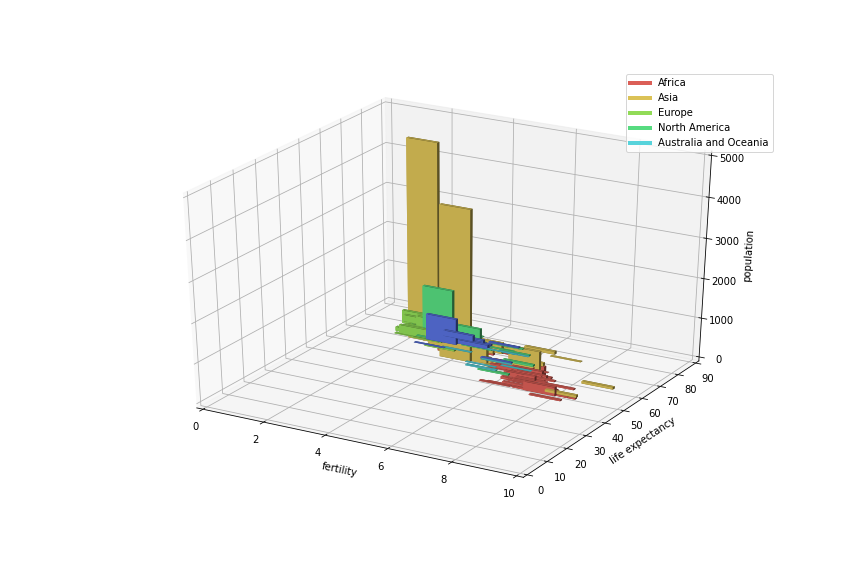 Africa
Asia
Europe
North America
Australia and Oceania
5000
4000
3000
2000
1000
0
population
90
80
70
60
50
40
30
20
10
0
life expectancy
0
2
4
6
8
10
fertility